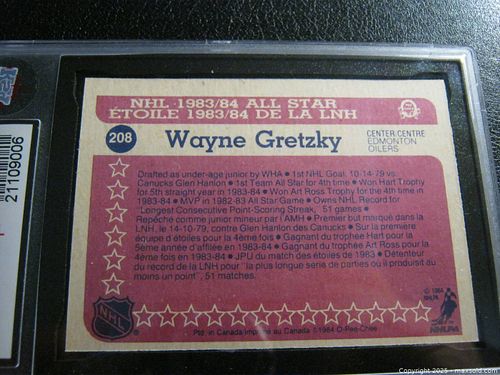 NHL 1983/84 ALL STAR
ÉTOILE 1983/84 DE LA LNH
208
Wayne Gretzky
CENTER/CENTRE
EDMONTON
OILERS
Drafted as under-age junior by WHA ● 1st NHL Goal, 10-14-79 vs
Canucks Glen Hanlon ● 1st Team All Star for 4th time ● Won Hart Trophy
for 5th straight year in 1983-84 ● Won Art Ross Trophy for the 4th time in
1983-84 ● MVP in 1982-83 All Star Game ● Owns NHL Record for
"Longest Consecutive Point-Scoring Streak, 51 games ●
Repêché comme junior mineur par l'AMH ● Premier but marqué dans la
LNH, le 14-10-79, contre Glen Hanlon des Canucks ● Sur la première
équipe d'étoiles pour la 4ème fois ● Gagnant du trophée Hart pour la
5ème année d'affilée en 1983-84 ● Gagnant du trophée Art Ross pour la
4ème fois en 1983-84 ● JPU du match des étoiles de 1983 ● Détenteur
du record de la LNH pour "la plus longue série de parties où il produisit au
moins un point", 51 matches.
NHL
© 1984
NHLPA
NHLPA
Ptd. in Canada/Imprimé au Canada ©1984 O-Pee-Chee
21109006
KSA
Copyright 2025 - maxsold.com